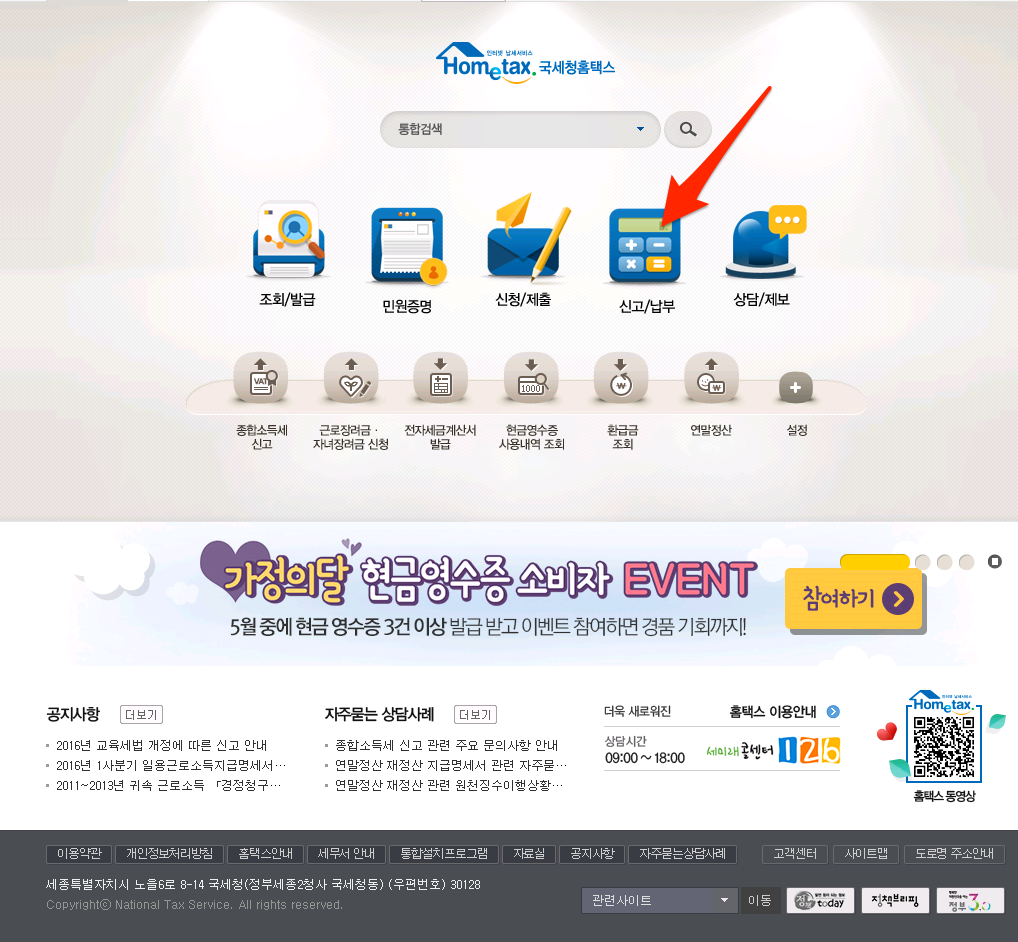 인터넷 납세서비스
Hometax. 국세청홈택스
통합검색
조회/발급
민원증명
신청/제출
신고/납부
상담/제보
VAT
1000
종합소득세
신고
근로장려금 ·
자녀장려금 신청
전자세금계산서
발급
현금영수증
사용내역 조회
환급금
조회
연말정산
설정
가정의달 현금영수증 소비자 EVENT
5월 중에 현금 영수증 3건 이상 발급 받고 이벤트 참여하면 경품 기회까지!
참여하기
공지사항 더보기
2016년 교육세법 개정에 따른 신고 안내
2016년 1사분기 일용근로소득지급명세서…
2011~2013년 귀속 근로소득 「경정청구…
자주묻는 상담사례 더보기
종합소득세 신고 관련 주요 문의사항 안내
연말정산 재정산 지급명세서 관련 자주묻…
연말정산 재정산 관련 원천징수이행상황…
더욱 새로워진 홈택스 이용안내
상담시간
09:00 ~ 18:00
세미래 콜센터 126
인터넷 납세서비스
Hometax.
홈택스 동영상
이용약관 개인정보처리방침 홈택스안내 세무서 안내 통합설치프로그램 자료실 공지사항 자주묻는상담사례 고객센터 사이트맵 도로명 주소안내
세종특별자치시 노을6로 8-14 국세청(정부세종2청사 국세청동) (우편번호) 30128
Copyright© National Tax Service. All rights reserved.
관련사이트 이동
today
정책브리핑
정부 3.0